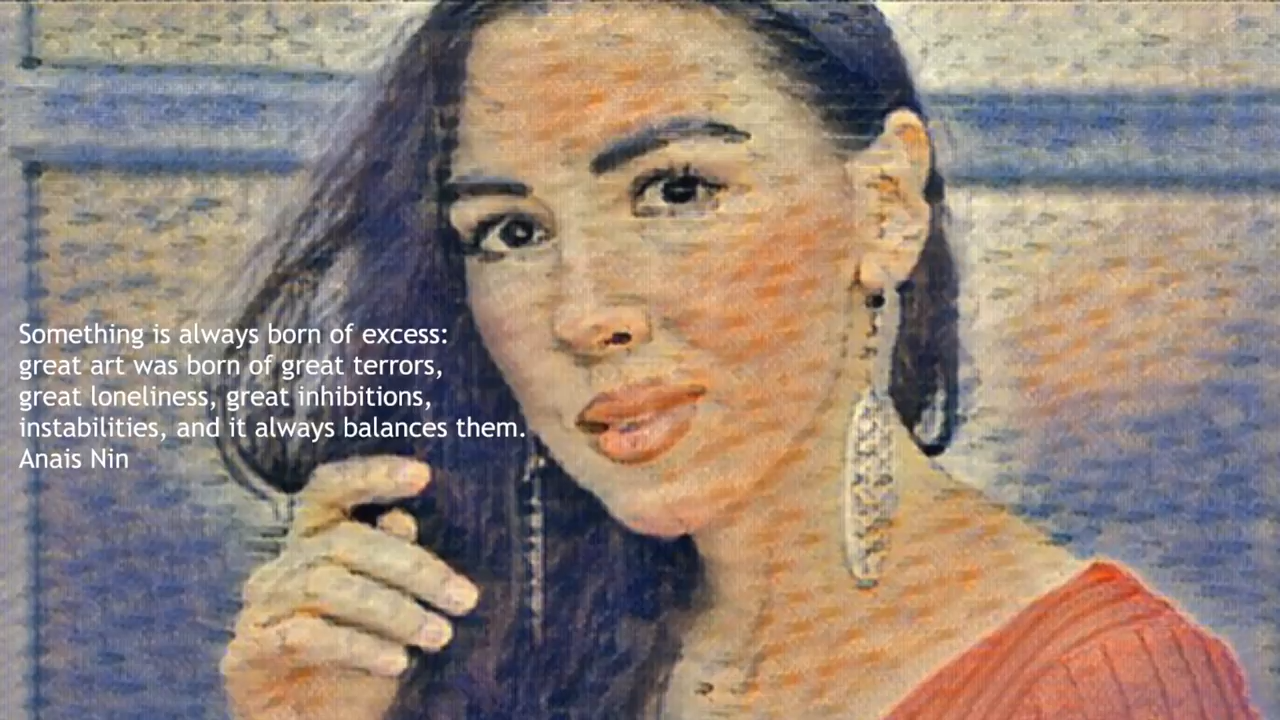 Something is always born of excess:
great art was born of great terrors,
great loneliness, great inhibitions,
instabilities, and it always balances them.
Anais Nin